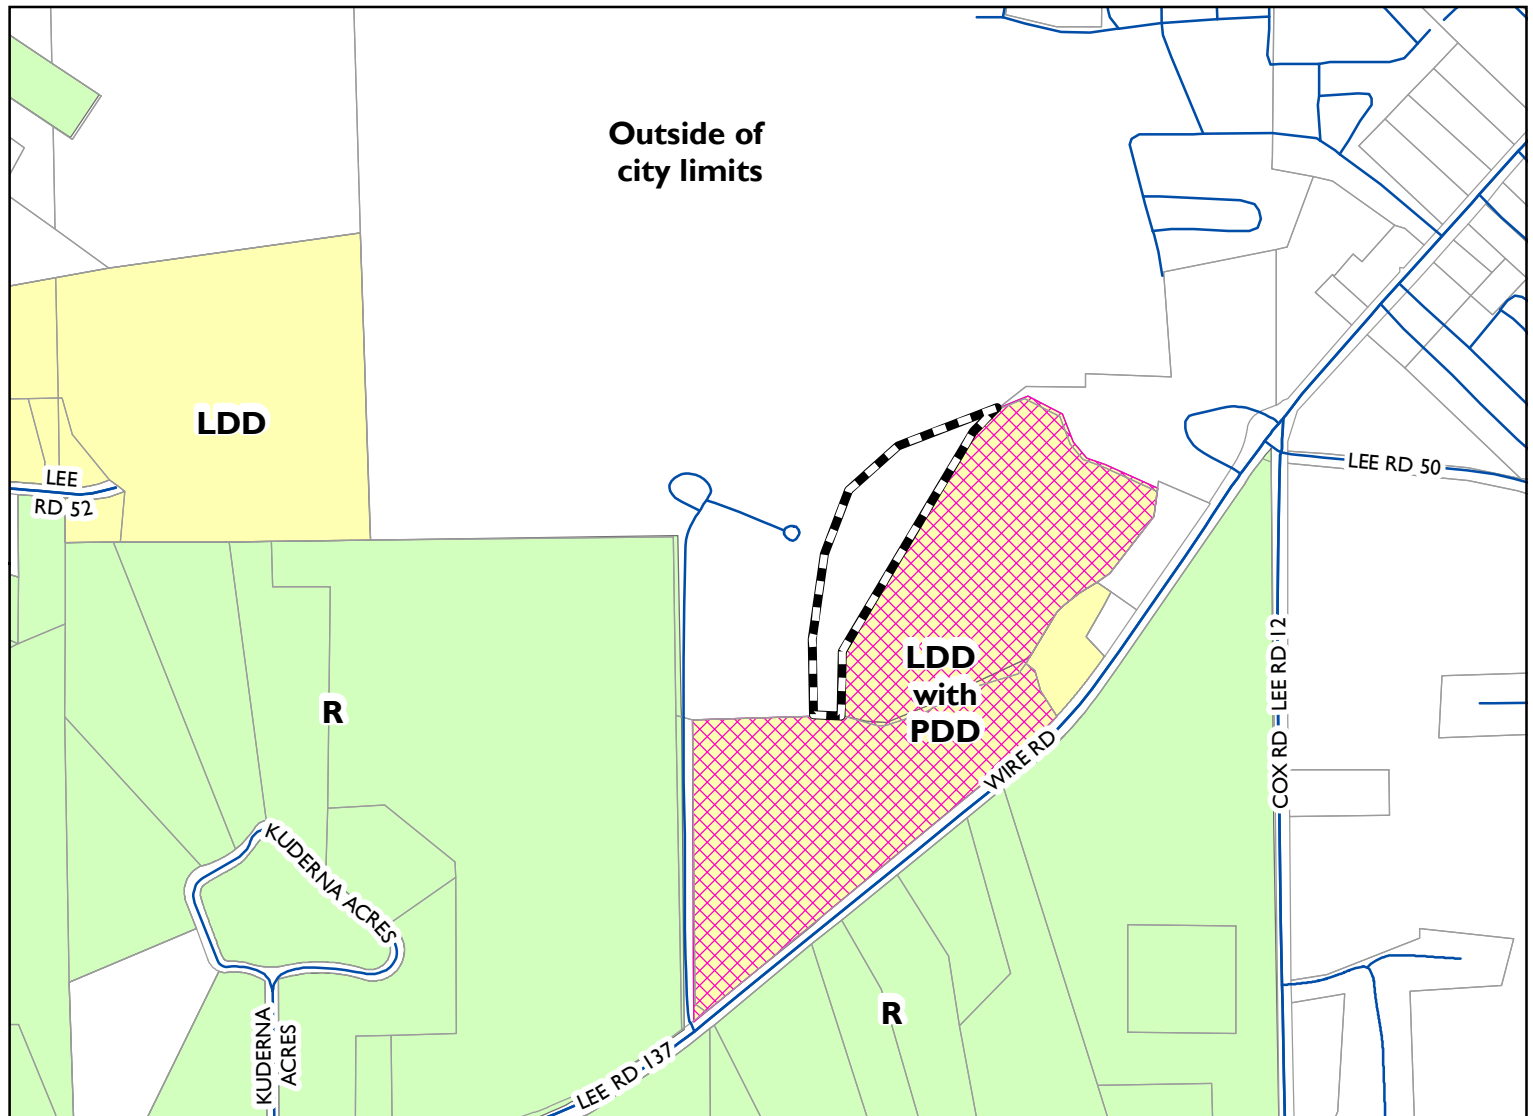 Outside of
city limits
LDD
LEE
RD 52
LEE RD 50
R
LDD
with
PDD
WIRE RD
COX RD - LEE RD 12
KUDERNA ACRES
KUDERNA
ACRES
R
LEE RD 137